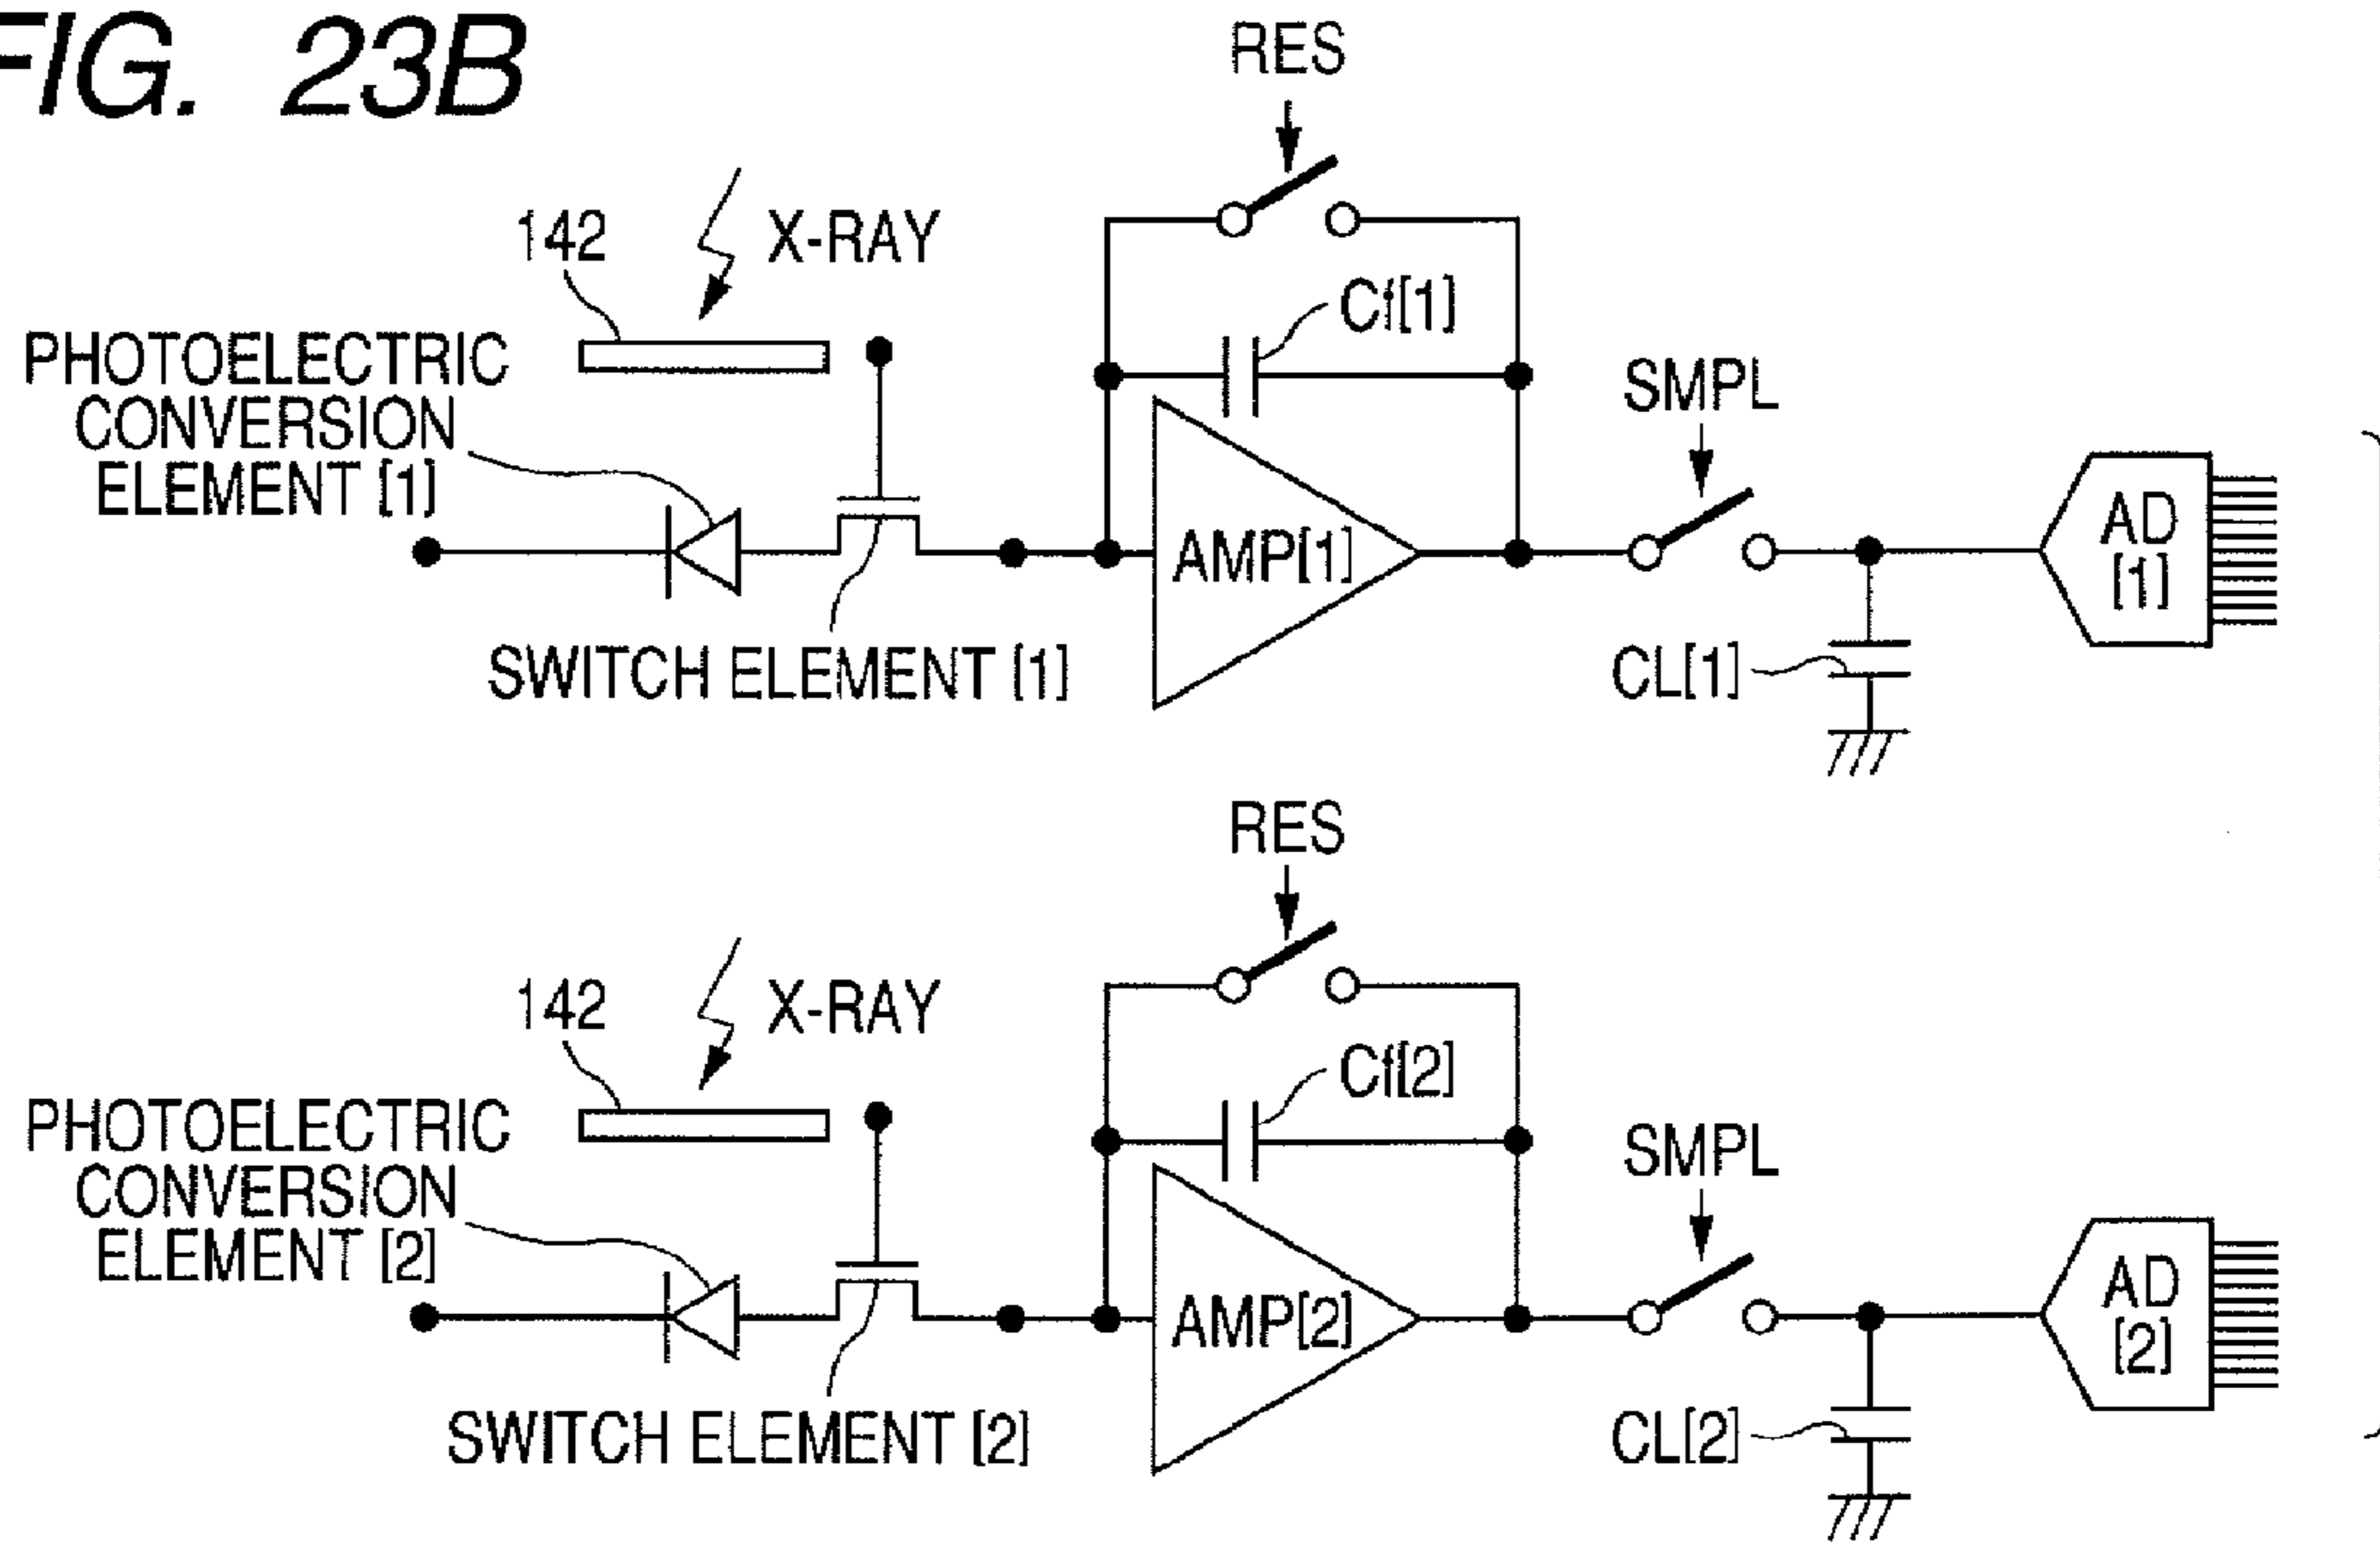 FIG. 23B
RES
142
X-RAY
Cf[1]
PHOTOELECTRIC
CONVERSION
ELEMENT [1]
SMPL
AMP[1]
AD
[1]
SWITCH ELEMENT [1]
CL[1]
RES
142
X-RAY
Cf[2]
PHOTOELECTRIC
CONVERSION
ELEMENT [2]
SMPL
AMP[2]
AD
[2]
SWITCH ELEMENT [2]
CL[2]